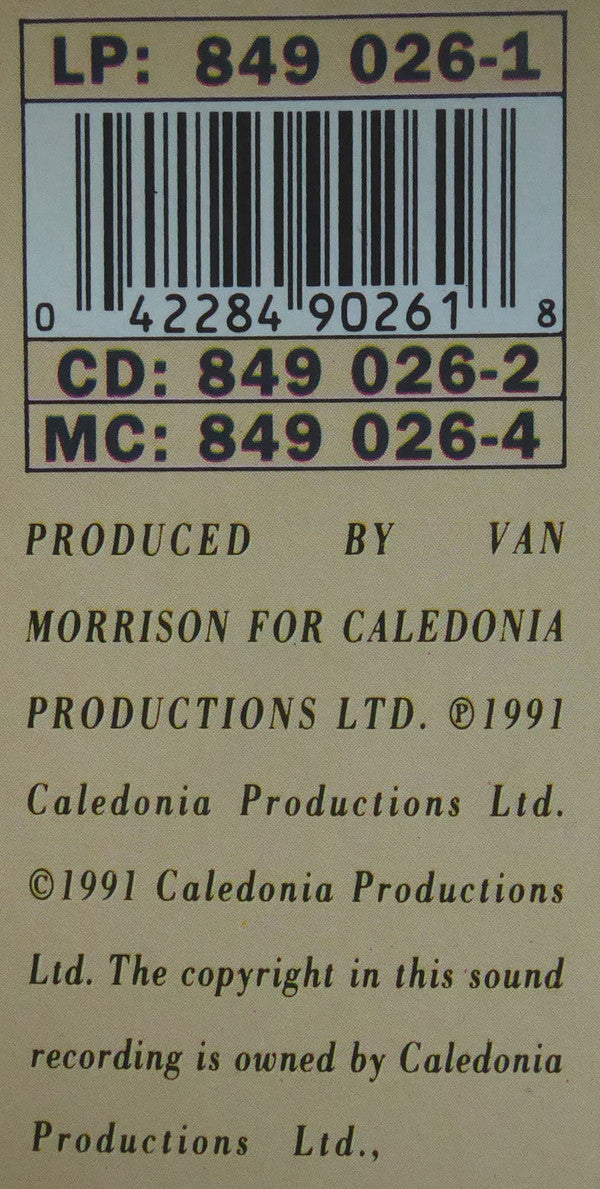 LP: 849 026-1
0 42284 90261 8
CD: 849 026-2
MC: 849 026-4
PRODUCED BY VAN
MORRISON FOR CALEDONIA
PRODUCTIONS LTD. ℗1991
Caledonia Productions Ltd.
©1991 Caledonia Productions
Ltd. The copyright in this sound
recording is owned by Caledonia
Productions Ltd.,